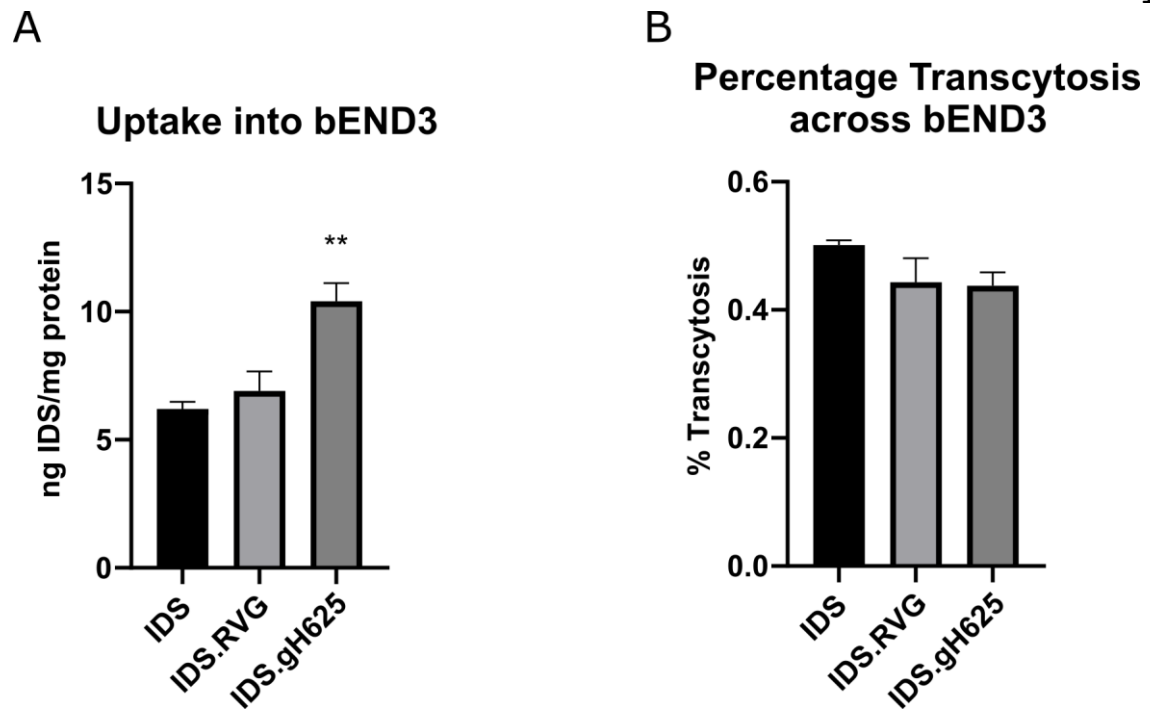 A
Uptake into bEND3
ng IDS/mg protein
15
10
5
0
**
IDS
IDS.RVG
IDS.gH625
B
Percentage Transcytosis
across bEND3
% Transcytosis
0.6
0.4
0.2
0.0
IDS
IDS.RVG
IDS.gH625